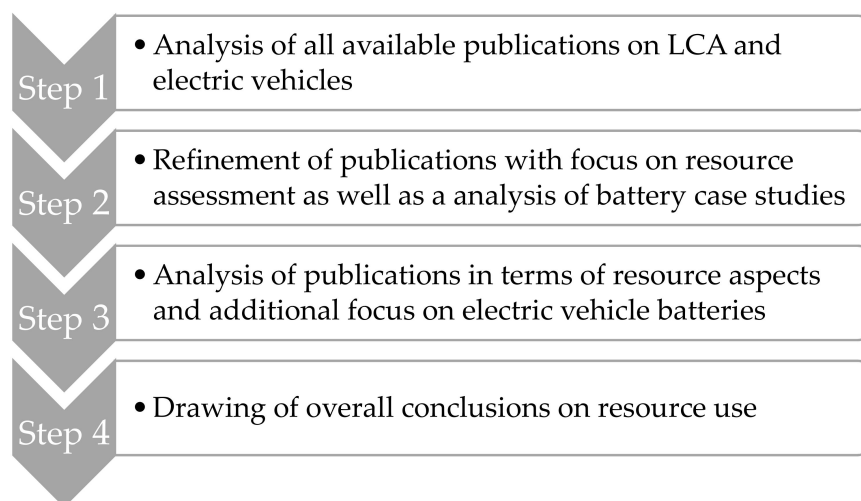 Step 1
• Analysis of all available publications on LCA and
electric vehicles
Step 2
• Refinement of publications with focus on resource
assessment as well as a analysis of battery case studies
Step 3
• Analysis of publications in terms of resource aspects
and additional focus on electric vehicle batteries
Step 4
• Drawing of overall conclusions on resource use